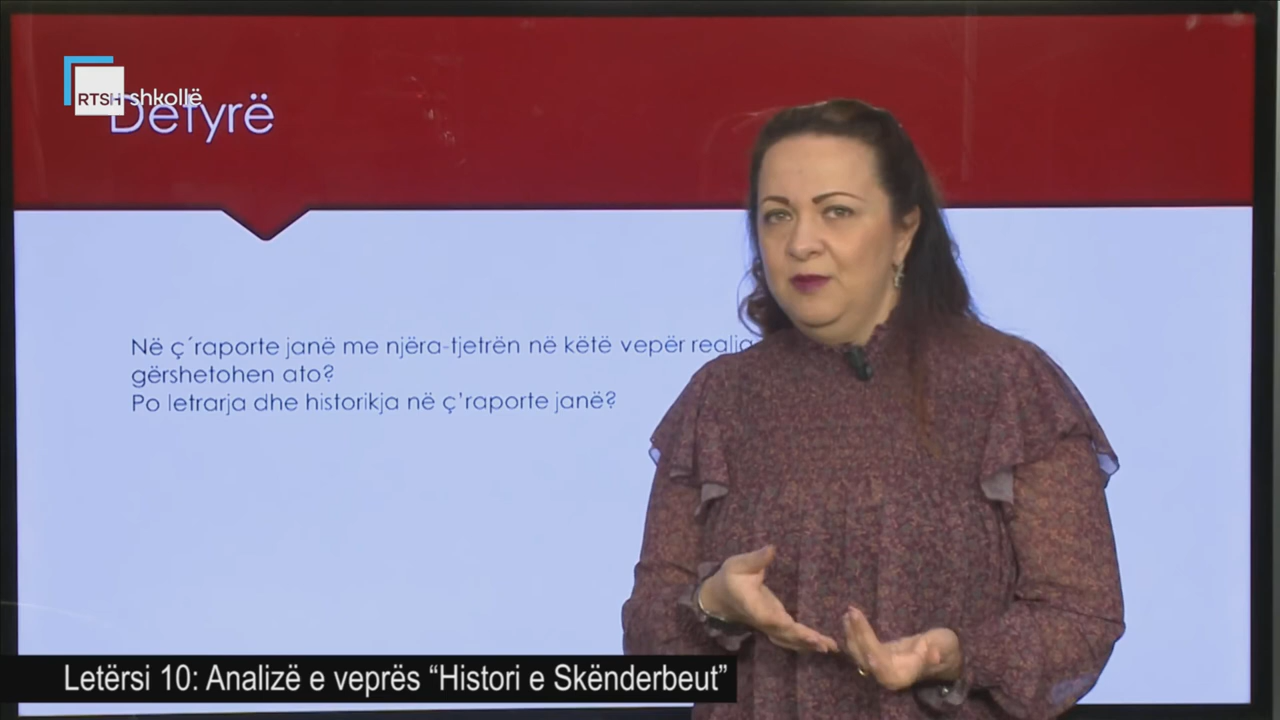 RTSH shkollë
Detyrë
Në ç´raporte janë me njëra-tjetrën në këtë vepër
gërshetohen ato?
Po letrarja dhe historikja në ç’raporte janë?
Letërsi 10: Analizë e veprës “Histori e Skënderbeut”